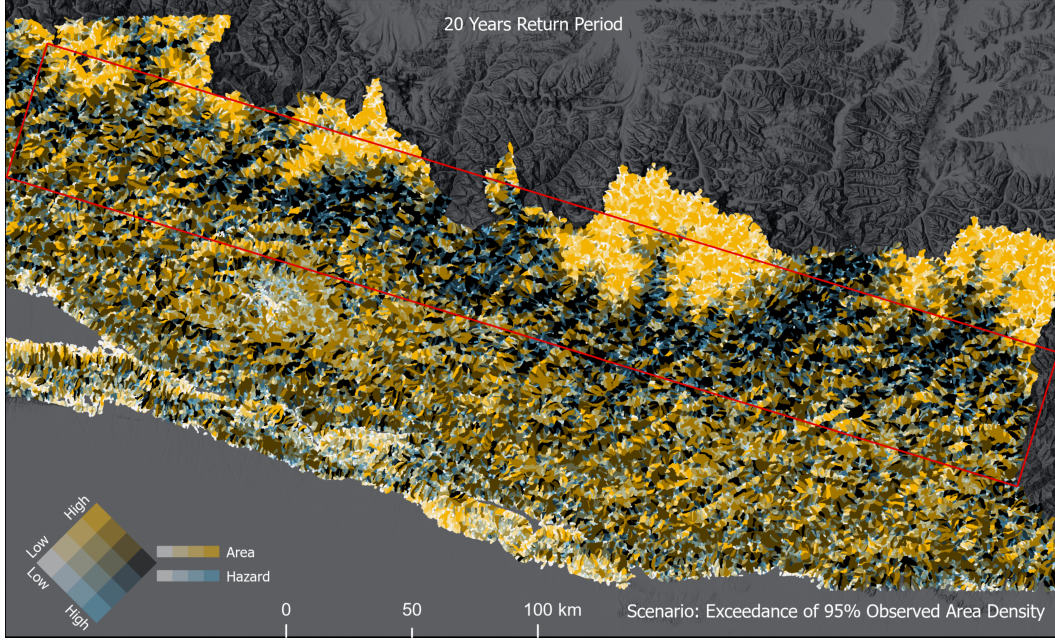 20 Years Return Period
High
Low
Low
High
Area
Hazard
0 50 100 km
Scenario: Exceedance of 95% Observed Area Density